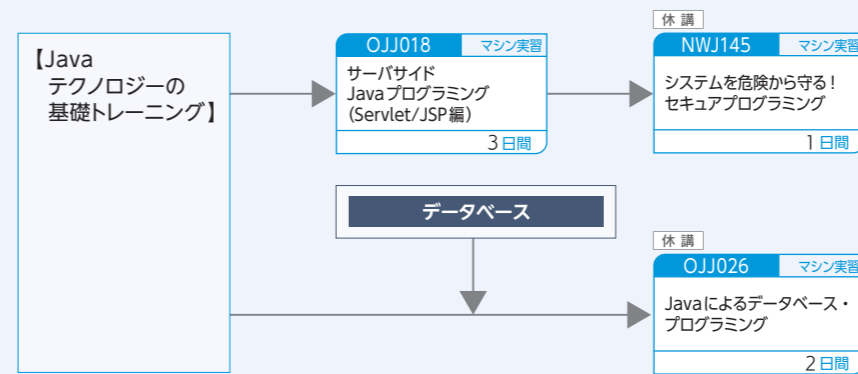 【Java
テクノロジーの
基礎トレーニング】
OJJ018 マシン実習
サーバサイド
Javaプログラミング
(Servlet/JSP編)
3日間
休講
NWJ145 マシン実習
システムを危険から守る!
セキュアプログラミング
1日間
データベース
休講
OJJ026 マシン実習
Javaによるデータベース・
プログラミング
2日間